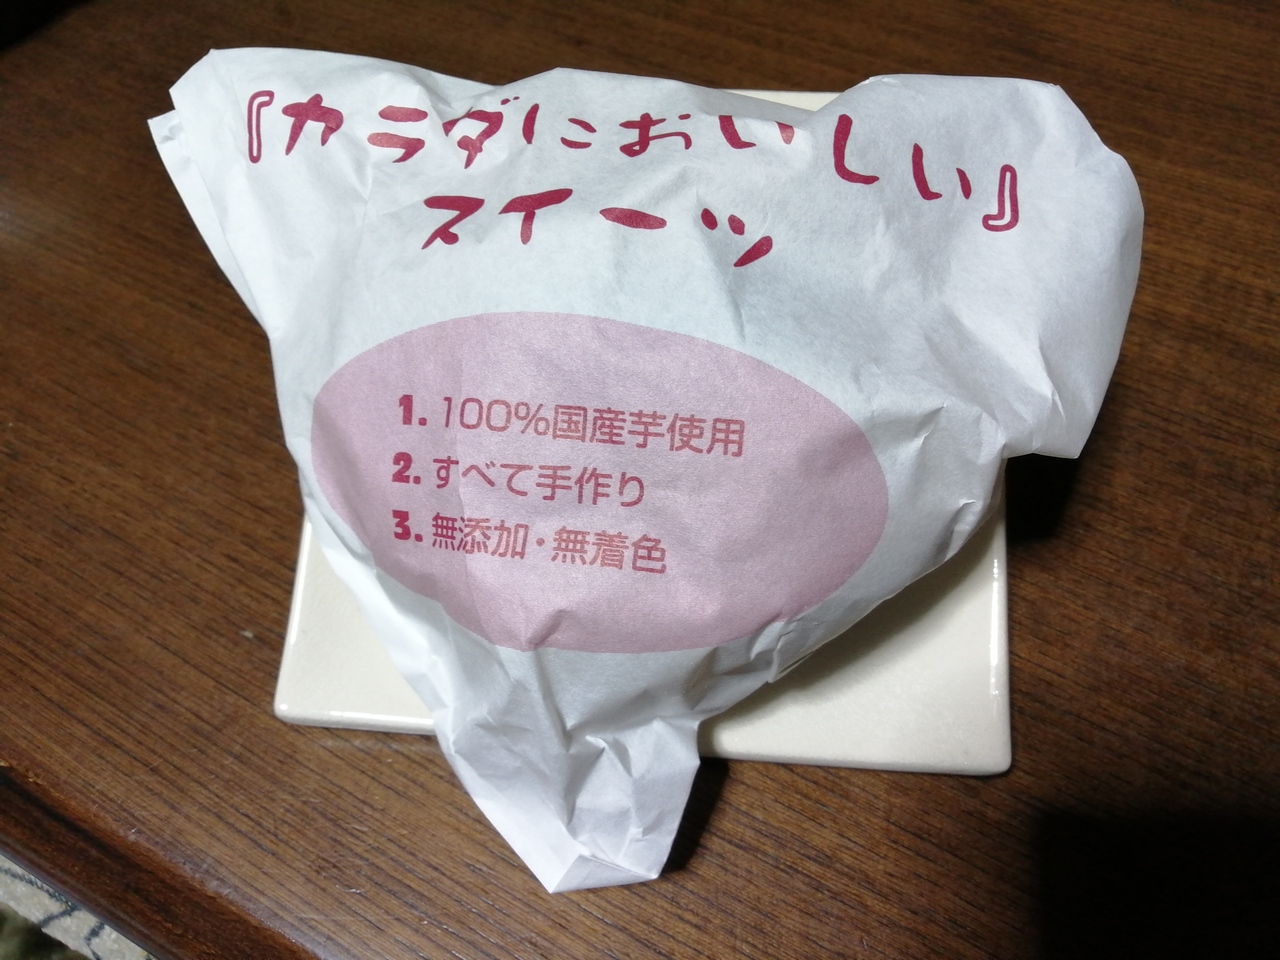 『カラダにおいしい』
スイーツ
1. 100%国産芋使用
2. すべて手作り
3. 無添加・無着色